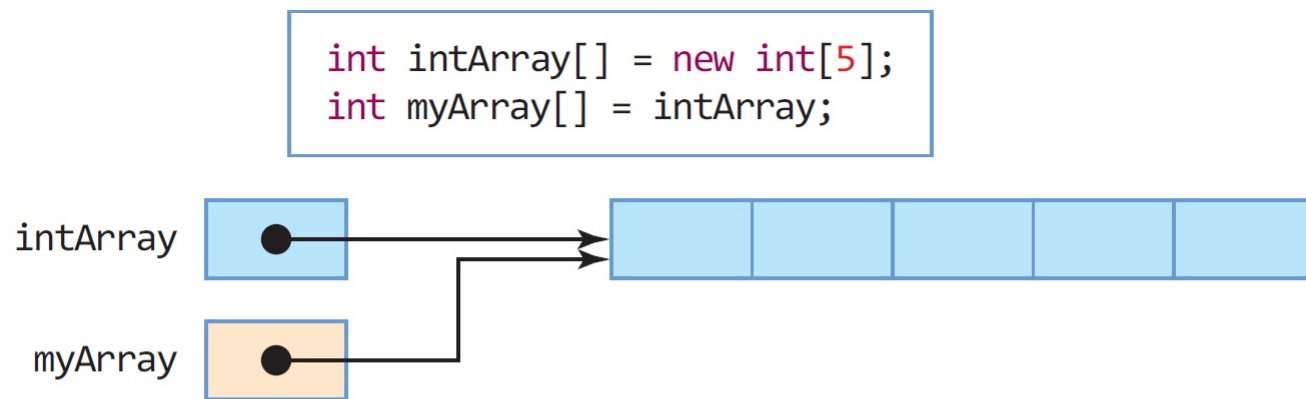 int intArray[] = new int[5];
int myArray[] = intArray;
intArray
myArray